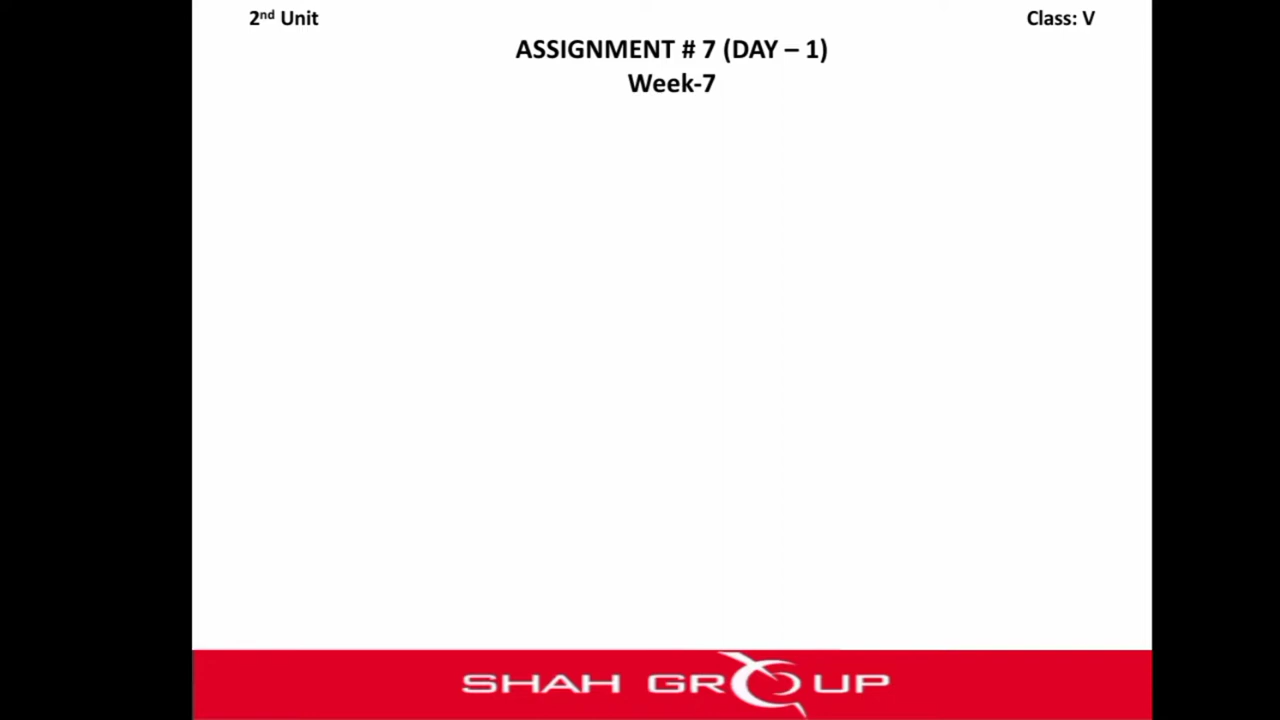 2nd Unit Class: V
ASSIGNMENT # 7 (DAY – 1)
Week-7
SHAH GROUP